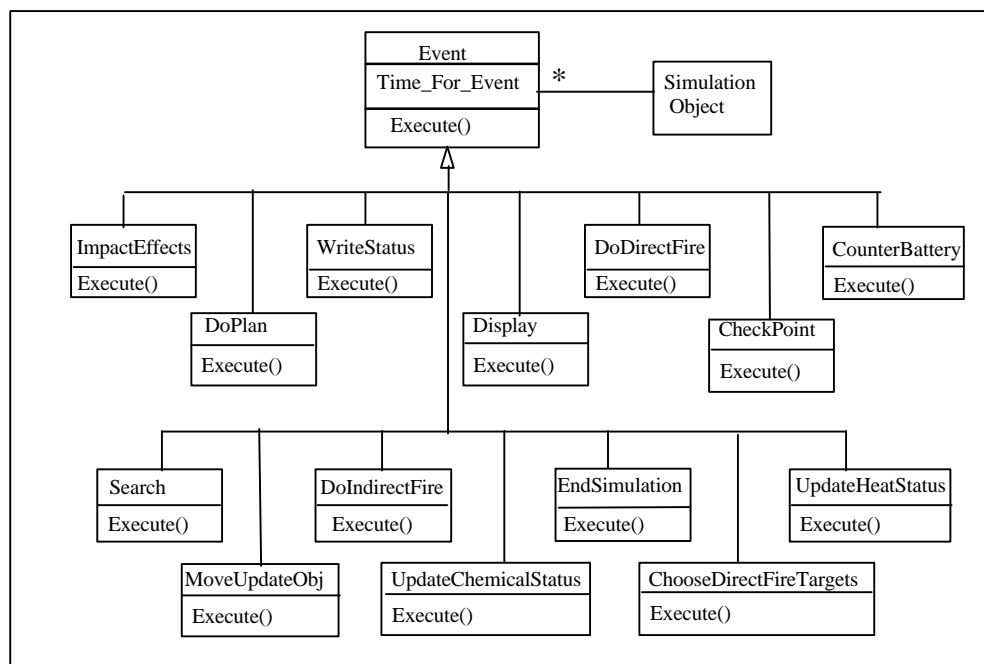 Event
Time_For_Event
Execute()
*
Simulation
Object
ImpactEffects
Execute()
WriteStatus
Execute()
DoDirectFire
Execute()
CounterBattery
Execute()
DoPlan
Execute()
Display
Execute()
CheckPoint
Execute()
Search
Execute()
DoIndirectFire
Execute()
EndSimulation
Execute()
UpdateHeatStatus
Execute()
MoveUpdateObj
Execute()
UpdateChemicalStatus
Execute()
ChooseDirectFireTargets
Execute()